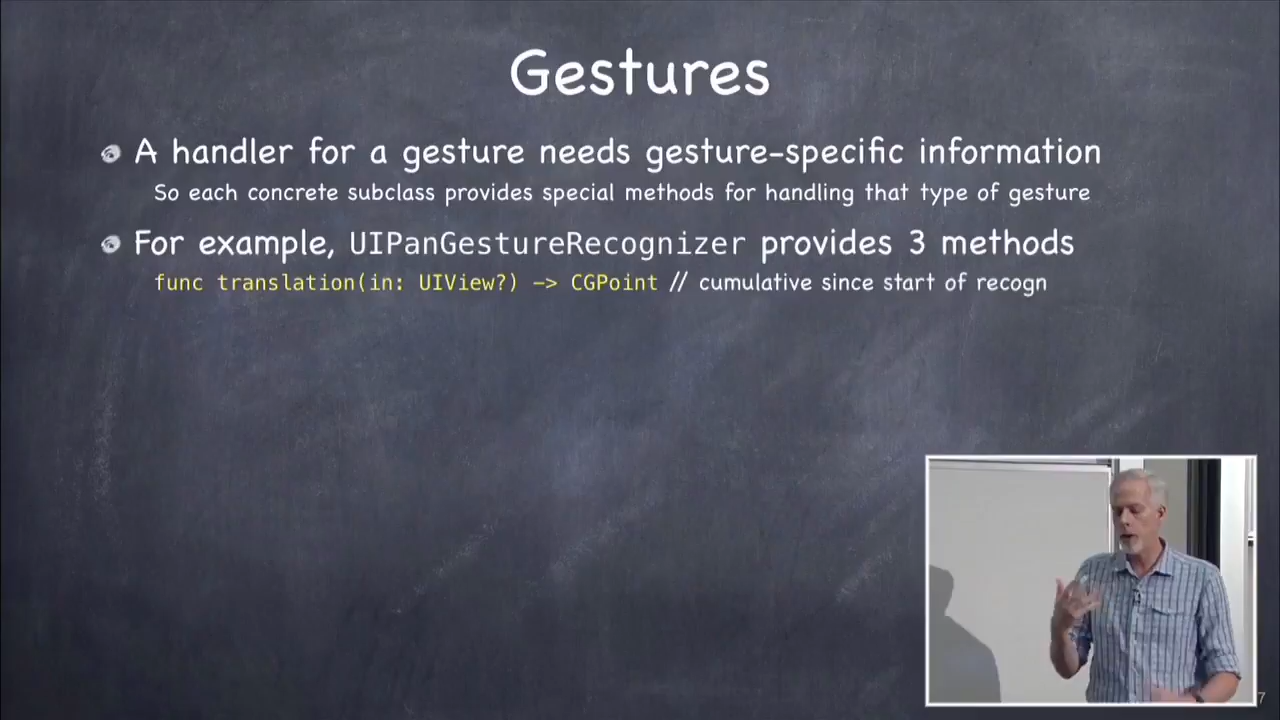 Gestures
A handler for a gesture needs gesture-specific information
So each concrete subclass provides special methods for handling that type of gesture
For example, UIPanGestureRecognizer provides 3 methods
func translation(in: UIView?) -> CGPoint // cumulative since start of recogn
7